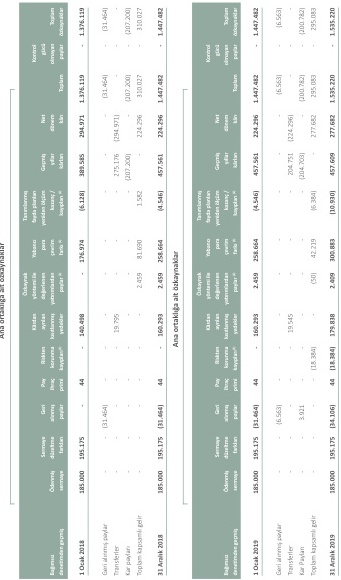 Ana ortaklığa ait özkaynaklar
Bağımsız denetimden geçmiş Ödenmiş sermaye Sermaye düzeltme farkları Geri alınmış paylar Pay ihraç primi Riskten korunma kayıpları Kârdan ayrılan kısıtlanmış yedekler Özkaynak yöntemi ile değerlenen yatırımlardan paylar Yabancı para çevrim farkı Tanımlanmış fayda planları yeniden ölçüm kazanç / kayıpları Geçmiş yıllar kârları Net dönem kârı Toplam Kontrol gücü olmayan paylar Toplam özkaynaklar
1 Ocak 2018 185.000 195.175 - 44 - 140.498 - 176.974 (6.128) 389.585 294.971 1.376.119 - 1.376.119
Geri alınmış paylar - - (31.464) - - - - - - - - (31.464) - (31.464)
Transferler - - - - - 19.795 - - - 275.176 (294.971) - - -
Kar payları - - - - - - - - - (207.200) - (207.200) - (207.200)
Toplam kapsamlı gelir - - - - - - 2.459 81.690 1.582 - 224.296 310.027 - 310.027
31 Aralık 2018 185.000 195.175 (31.464) 44 - 160.293 2.459 258.664 (4.546) 457.561 224.296 1.447.482 - 1.447.482
Ana ortaklığa ait özkaynaklar
Bağımsız denetimden geçmiş Ödenmiş sermaye Sermaye düzeltme farkları Geri alınmış paylar Pay ihraç primi Riskten korunma kayıpları Kârdan ayrılan kısıtlanmış yedekler Özkaynak yöntemi ile değerlenen yatırımlardan paylar Yabancı para çevrim farkı Tanımlanmış fayda planları yeniden ölçüm kazanç / kayıpları Geçmiş yıllar kârları Net dönem kârı Toplam Kontrol gücü olmayan paylar Toplam özkaynaklar
1 Ocak 2019 185.000 195.175 (31.464) 44 - 160.293 2.459 258.664 (4.546) 457.561 224.296 1.447.482 - 1.447.482
Geri alınmış paylar - - (6.563) - - - - - - - - (6.563) - (6.563)
Transferler - - - - - 19.545 - - - 204.751 (224.296) - - -
Kar Payları - - 3.921 - - - - - - (204.703) - (200.782) - (200.782)
Toplam kapsamlı gelir - - - - (18.384) - (50) 42.219 (6.384) - 277.682 295.083 - 295.083
31 Aralık 2019 185.000 195.175 (34.106) 44 (18.384) 179.838 2.409 300.883 (10.930) 457.609 277.682 1.535.220 - 1.535.220